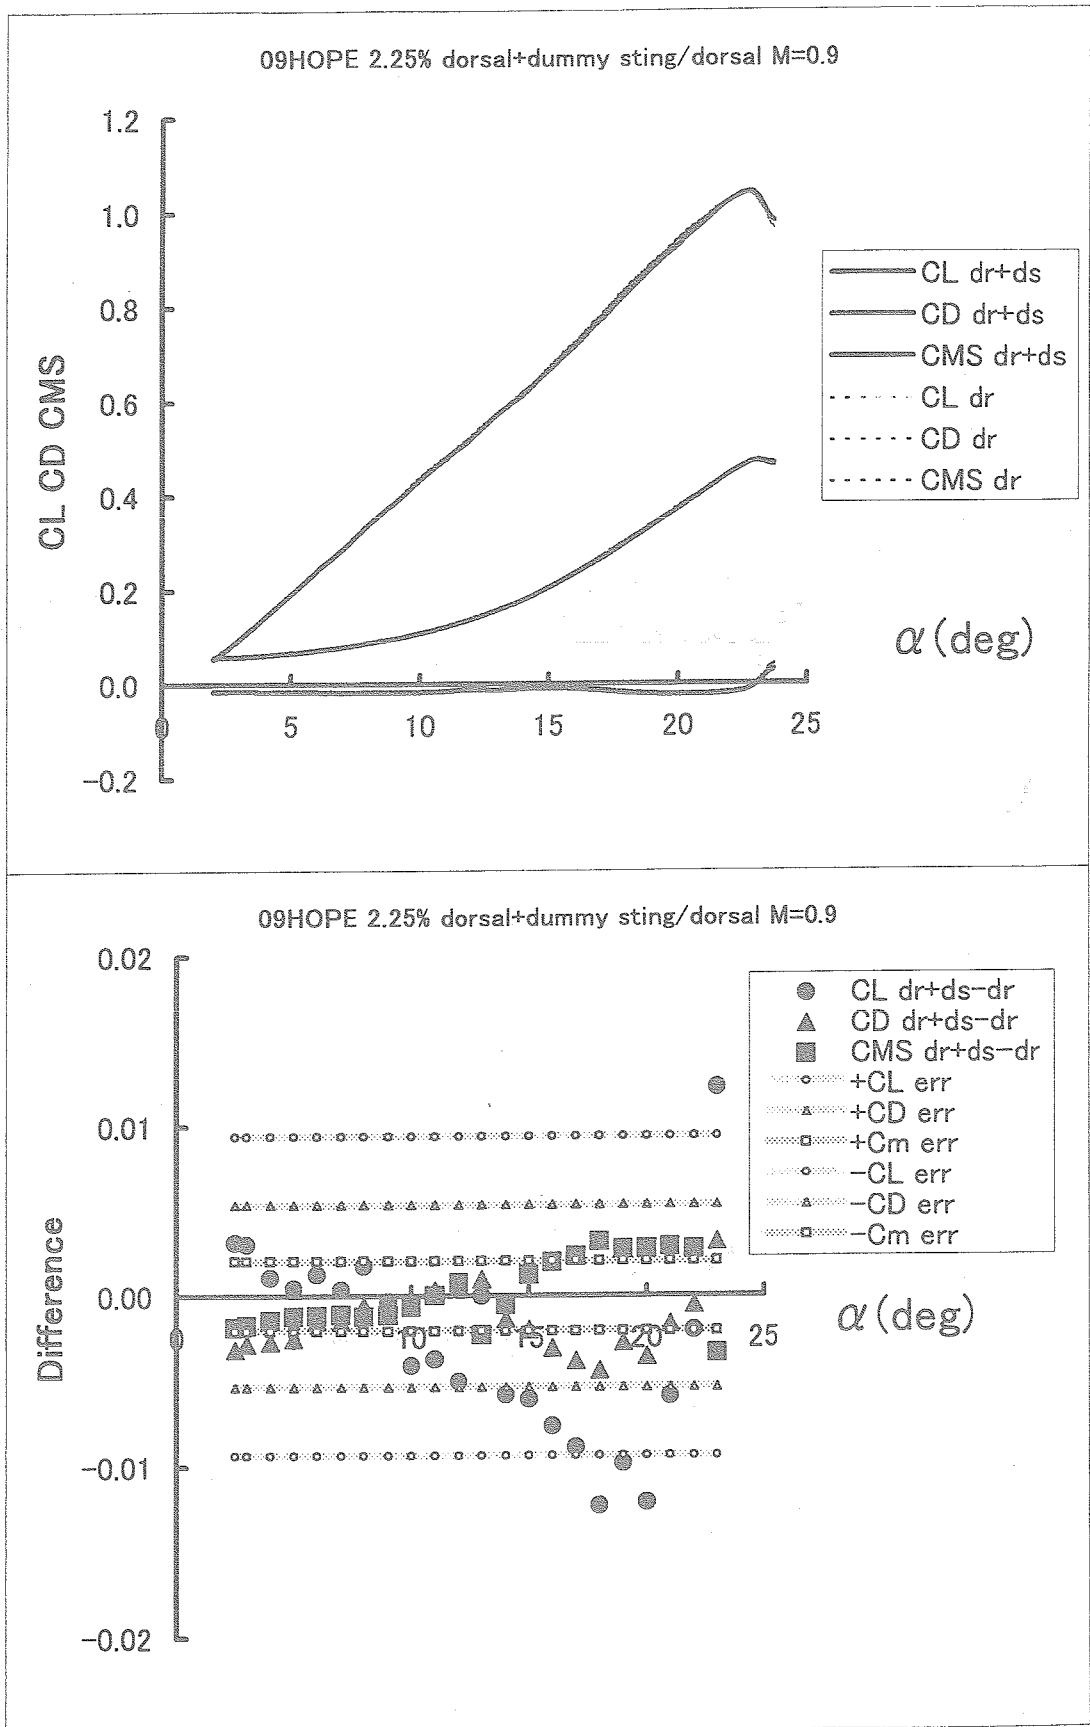 09HOPE 2.25% dorsal+dummy sting/dorsal M=0.9
1.2
1.0
0.8
0.6
0.4
0.2
0.0
-0.2
CL CD CMS
0
5
10
15
20
25
α(deg)
CL dr+ds
CD dr+ds
CMS dr+ds
CL dr
CD dr
CMS dr
09HOPE 2.25% dorsal+dummy sting/dorsal M=0.9
0.02
0.01
0.00
-0.01
-0.02
Difference
0
10
15
20
25
α(deg)
CL dr+ds-dr
CD dr+ds-dr
CMS dr+ds-dr
+CL err
+CD err
+Cm err
-CL err
-CD err
-Cm err